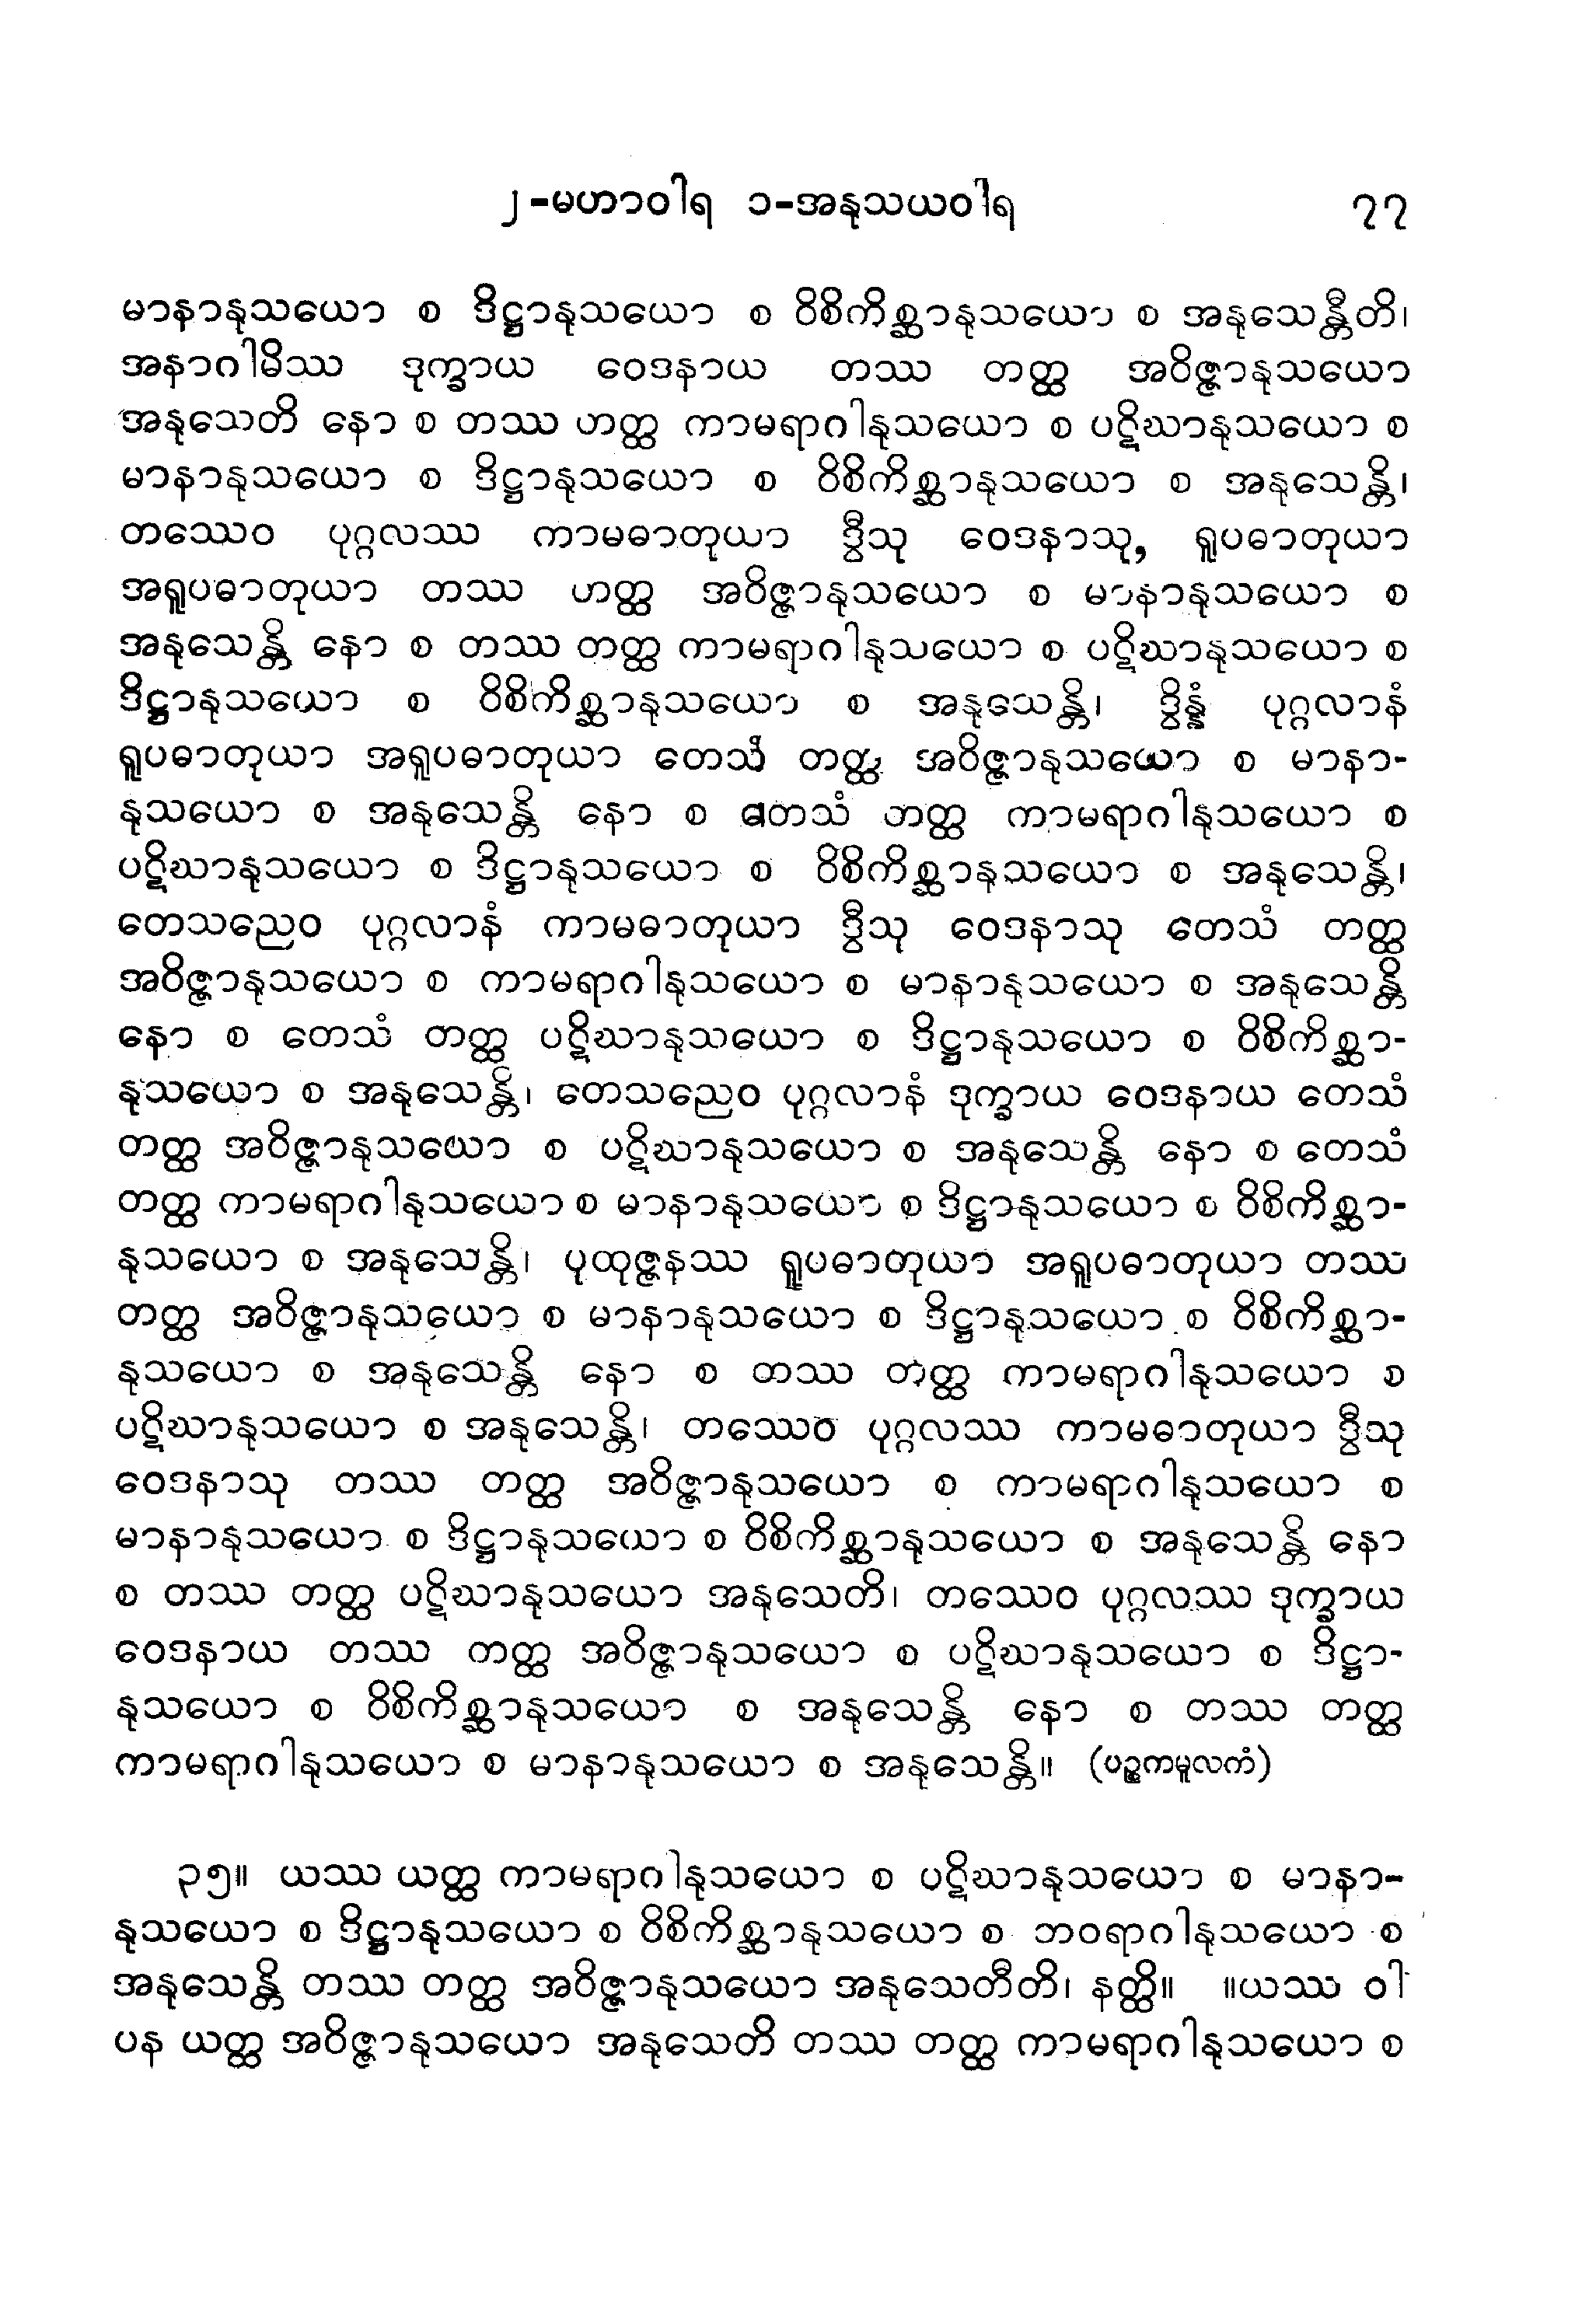 ၂-မဟာဝါရ ၁-အနုသယဝါရ ၇၇
မာနာနုသယော စ ဒိဋ္ဌာနုသယော စ ဝိစိကိစ္ဆာနုသယော စ အနုသေန္တီတိ၊
အနာဂါမိဿ ဒုက္ခာယ ဝေဒနာယ တဿ တတ္ထ အဝိဇ္ဇာနုသယော
အနုသေတိ နော စ တဿ တတ္ထ ကာမရာဂါနုသယော စ ပဋိဃာနုသယော စ
မာနာနုသယော စ ဒိဋ္ဌာနုသယော စ ဝိစိကိစ္ဆာနုသယော စ အနုသေန္တိ၊
တဿေဝ ပုဂ္ဂလဿ ကာမဓာတုယာ ဒွီသု ဝေဒနာသု, ရူပဓာတုယာ
အရူပဓာတုယာ တဿ တတ္ထ အဝိဇ္ဇာနုသယော စ မာနာနုသယော စ
အနုသေန္တိ နော စ တဿ တတ္ထ ကာမရာဂါနုသယော စ ပဋိဃာနုသယော စ
ဒိဋ္ဌာနုသယော စ ဝိစိကိစ္ဆာနုသယော စ အနုသေန္တိ၊ ဒွိန္နံ ပုဂ္ဂလာနံ
ရူပဓာတုယာ အရူပဓာတုယာ တေသံ တတ္ထ အဝိဇ္ဇာနုသယော စ မာနာ-
နုသယော စ အနုသေန္တိ နော စ တေသံ တတ္ထ ကာမရာဂါနုသယော စ
ပဋိဃာနုသယော စ ဒိဋ္ဌာနုသယော စ ဝိစိကိစ္ဆာနုသယော စ အနုသေန္တိ၊
တေသညေဝ ပုဂ္ဂလာနံ ကာမဓာတုယာ ဒွီသု ဝေဒနာသု တေသံ တတ္ထ
အဝိဇ္ဇာနုသယော စ ကာမရာဂါနုသယော စ မာနာနုသယော စ အနုသေန္တိ
နော စ တေသံ တတ္ထ ပဋိဃာနုသယော စ ဒိဋ္ဌာနုသယော စ ဝိစိကိစ္ဆာ-
နုသယော စ အနုသေန္တိ၊ တေသညေဝ ပုဂ္ဂလာနံ ဒုက္ခာယ ဝေဒနာယ တေသံ
တတ္ထ အဝိဇ္ဇာနုသယော စ ပဋိဃာနုသယော စ အနုသေန္တိ နော စ တေသံ
တတ္ထ ကာမရာဂါနုသယော စ မာနာနုသယော စ ဒိဋ္ဌာနုသယော စ ဝိစိကိစ္ဆာ-
နုသယော စ အနုသေန္တိ၊ ပုထုဇ္ဇနဿ ရူပဓာတုယာ အရူပဓာတုယာ တဿ
တတ္ထ အဝိဇ္ဇာနုသယော စ မာနာနုသယော စ ဒိဋ္ဌာနုသယော စ ဝိစိကိစ္ဆာ-
နုသယော စ အနုသေန္တိ နော စ တဿ တတ္ထ ကာမရာဂါနုသယော စ
ပဋိဃာနုသယော စ အနုသေန္တိ၊ တဿေဝ ပုဂ္ဂလဿ ကာမဓာတုယာ ဒွီသု
ဝေဒနာသု တဿ တတ္ထ အဝိဇ္ဇာနုသယော စ ကာမရာဂါနုသယော စ
မာနာနုသယော စ ဒိဋ္ဌာနုသယော စ ဝိစိကိစ္ဆာနုသယော စ အနုသေန္တိ နော
စ တဿ တတ္ထ ပဋိဃာနုသယော အနုသေတိ၊ တဿေဝ ပုဂ္ဂလဿ ဒုက္ခာယ
ဝေဒနာယ တဿ တတ္ထ အဝိဇ္ဇာနုသယော စ ပဋိဃာနုသယော စ ဒိဋ္ဌာ-
နုသယော စ ဝိစိကိစ္ဆာနုသယော စ အနုသေန္တိ နော စ တဿ တတ္ထ
ကာမရာဂါနုသယော စ မာနာနုသယော စ အနုသေန္တိ။ (ပဉ္စကမူလကံ)
၃၅။ ယဿ ယတ္ထ ကာမရာဂါနုသယော စ ပဋိဃာနုသယော စ မာနာ-
နုသယော စ ဒိဋ္ဌာနုသယော စ ဝိစိကိစ္ဆာနုသယော စ ဘဝရာဂါနုသယော စ
အနုသေန္တိ တဿ တတ္ထ အဝိဇ္ဇာနုသယော အနုသေတီတိ၊ နတ္ထိ။ ။ယဿ ဝါ
ပန ယတ္ထ အဝိဇ္ဇာနုသယော အနုသေတိ တဿ တတ္ထ ကာမရာဂါနုသယော စ